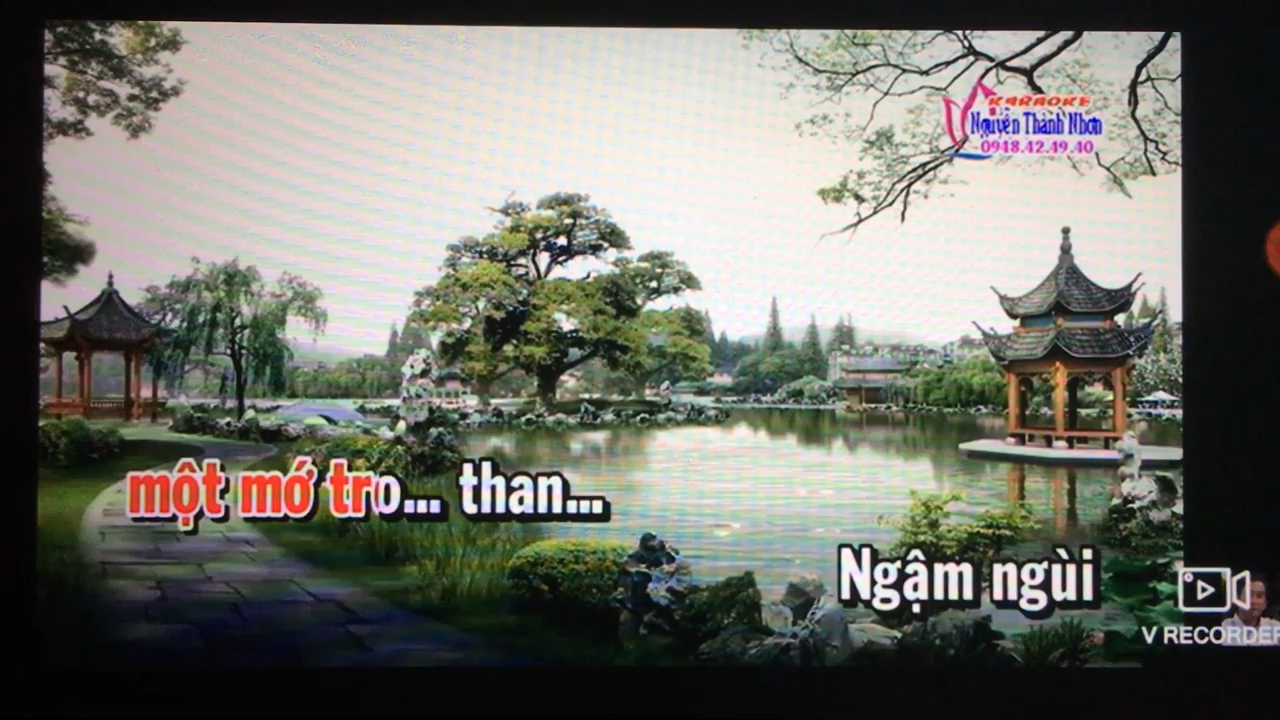 KARAOKE
Nguyễn Thành Nhơn
0948.42.49.40
một mớ tro... than...
Ngậm ngùi
V RECORDER